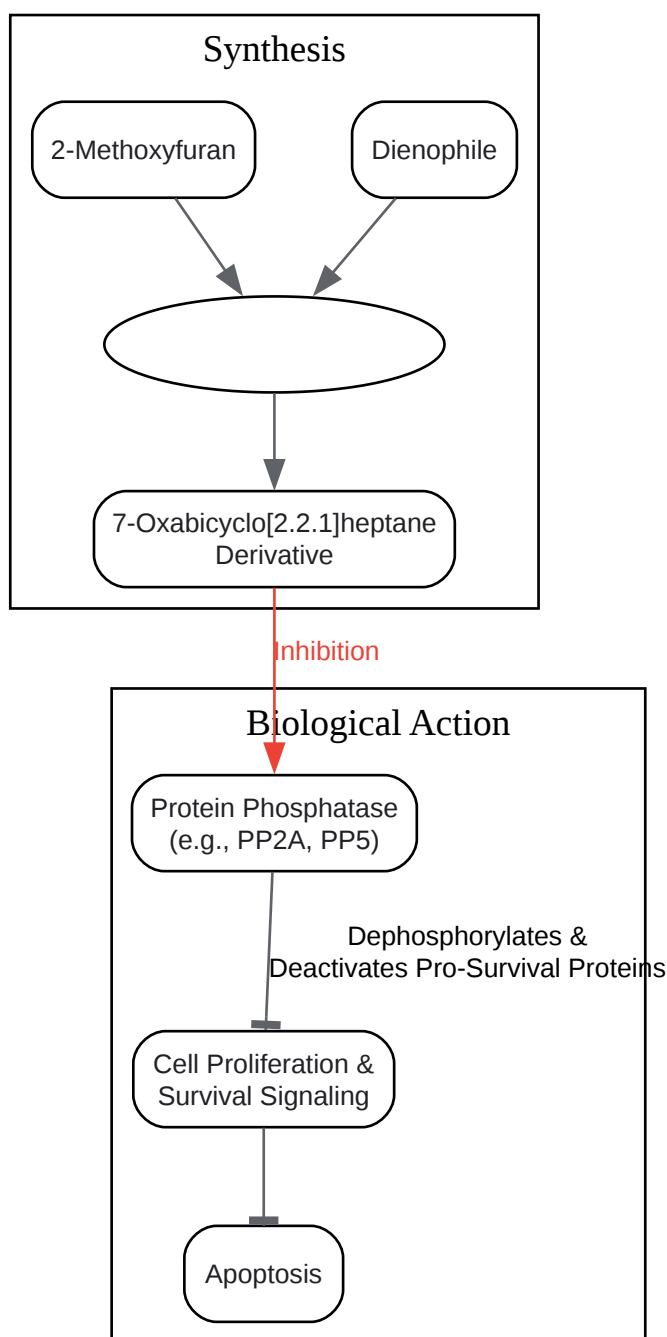 Synthesis
2-Methoxyfuran
Dienophile
7-Oxabicyclo[2.2.1]heptane
Derivative
Inhibition
Biological Action
Protein Phosphatase
(e.g., PP2A, PP5)
Dephosphorylates &
Deactivates Pro-Survival Proteins
Cell Proliferation &
Survival Signaling
Apoptosis